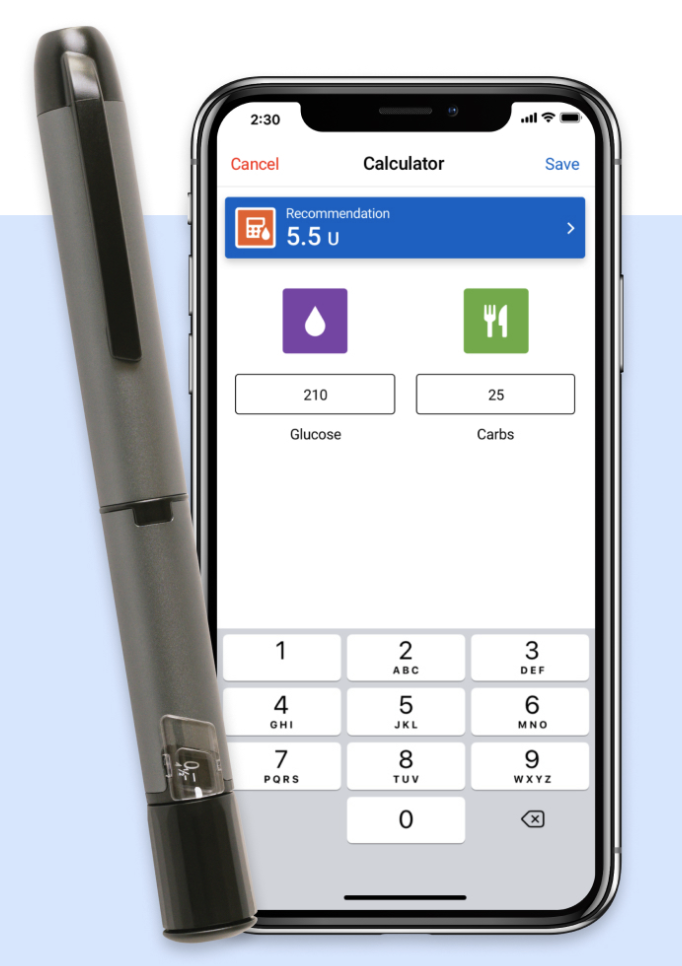 2:30
Cancel Calculator Save
Recommendation
5.5 U
210 25
Glucose Carbs
1 2 3
ABC DEF
4 5 6
GHI JKL MNO
7 8 9
PQRS TUV WXYZ
0